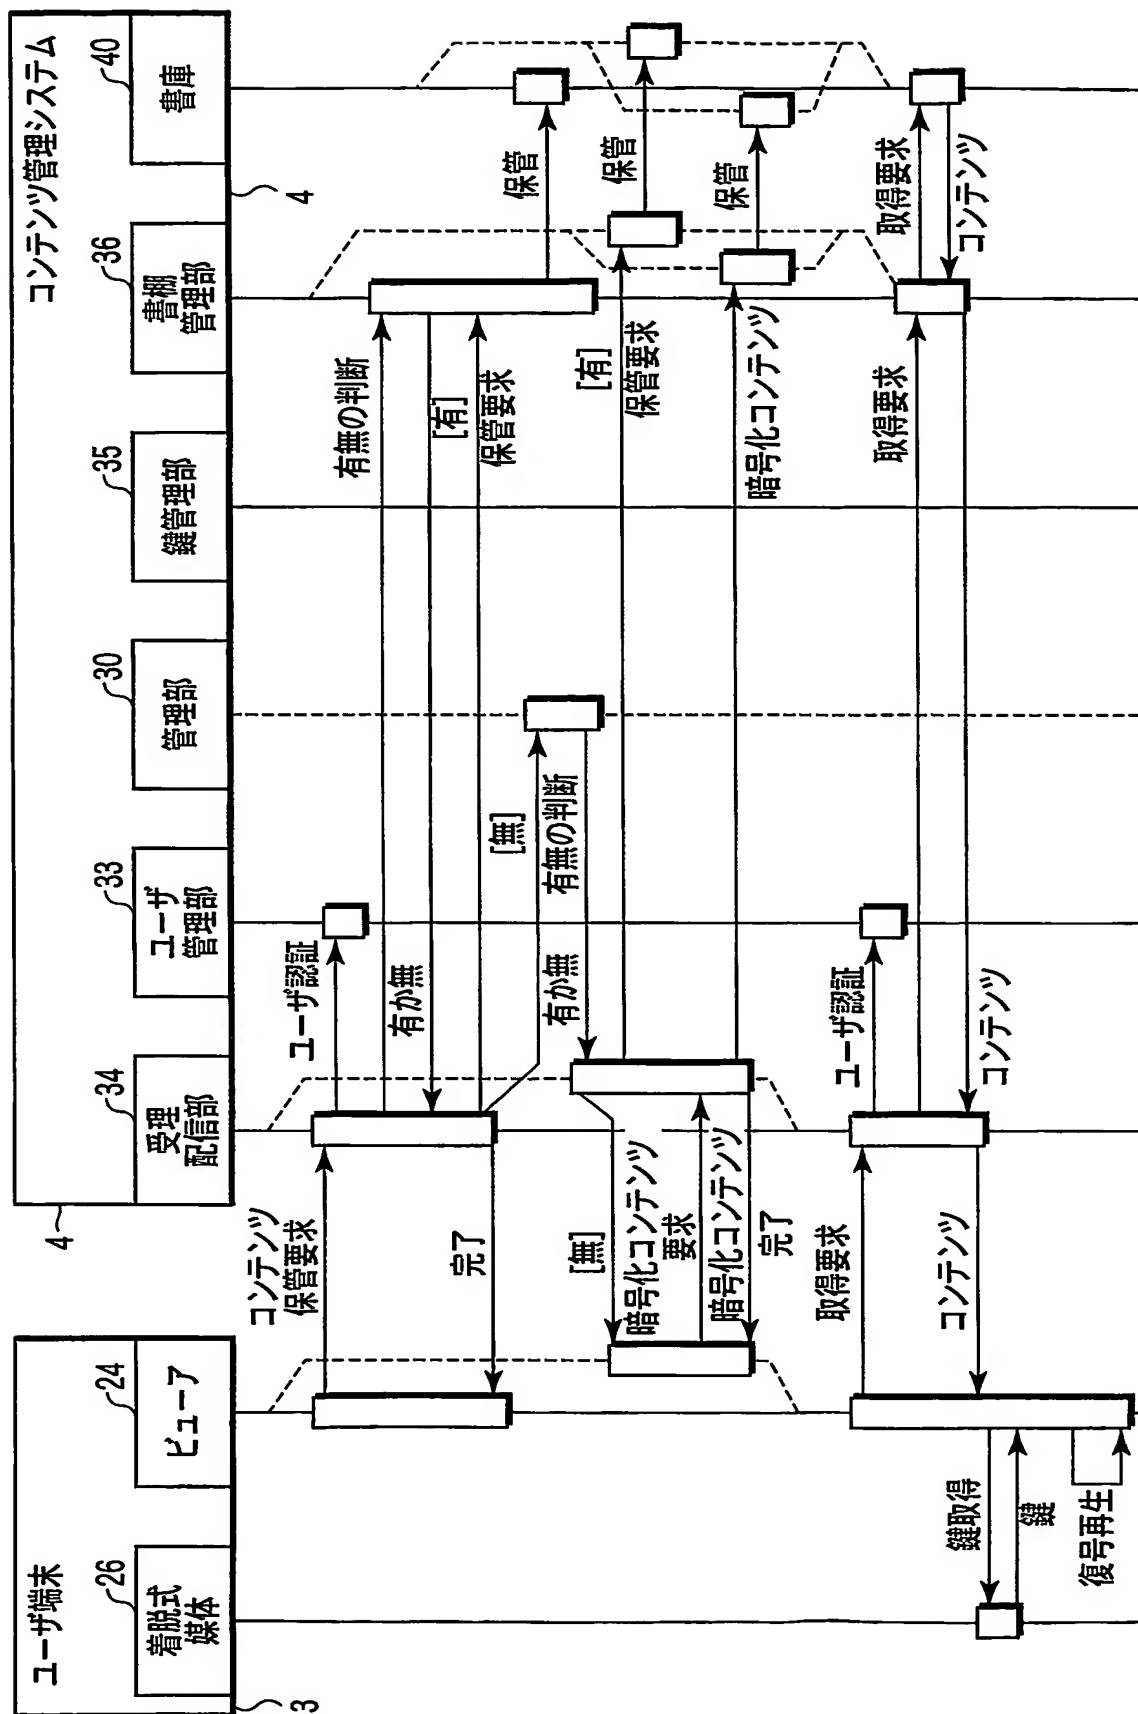 ユーザ端末
3
26
着脱式
媒体
24
ビューア
コンテンツ管理システム
4
4
34
受理
配信部
33
ユーザ
管理部
30
管理部
35
鍵管理部
36
書棚
管理部
40
書庫
コンテンツ
保管要求
ユーザ認証
有無の判断
有か無
[有]
保管要求
保管
完了
[無]
有無の判断
有か無
[有]
保管要求
保管
[無]
暗号化コンテンツ
要求
暗号化コンテンツ
暗号化コンテンツ
保管
完了
取得要求
ユーザ認証
取得要求
取得要求
コンテンツ
コンテンツ
コンテンツ
鍵取得
鍵
復号再生